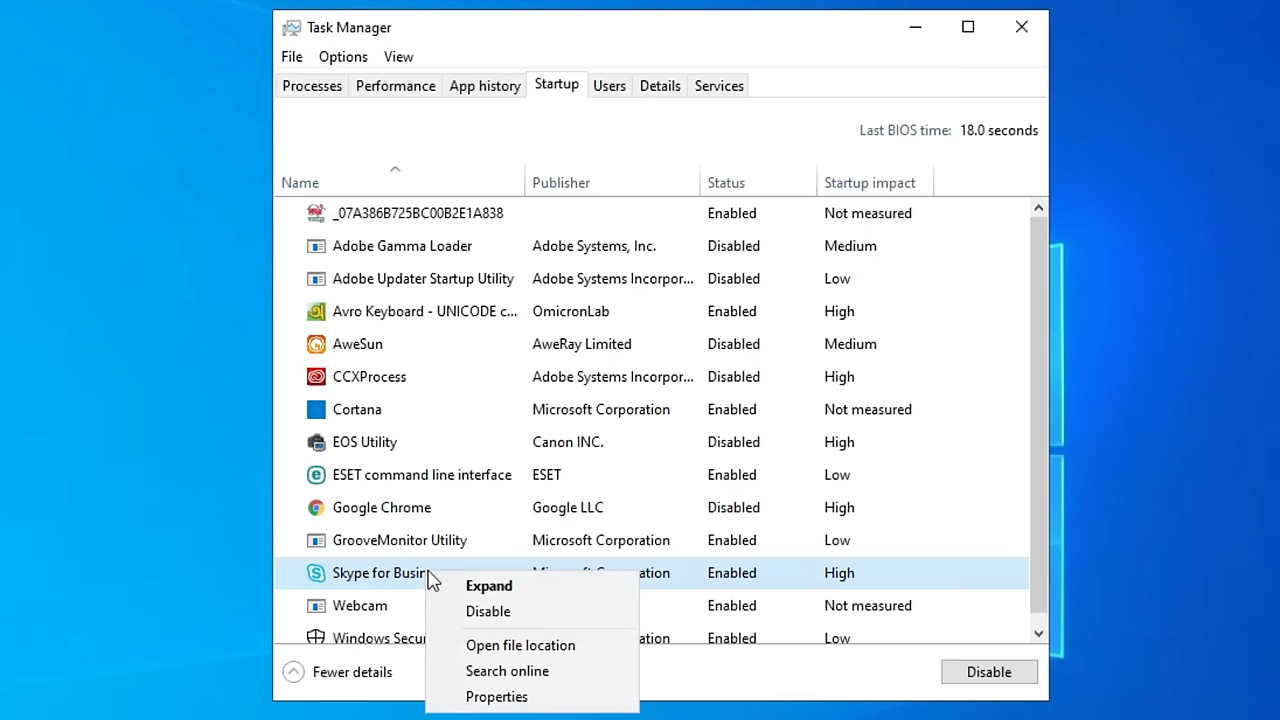 Task Manager
File Options View
Processes Performance App history Startup Users Details Services
Last BIOS time: 18.0 seconds
Name Publisher Status Startup impact
_07A386B725BC00B2E1A838 Enabled Not measured
Adobe Gamma Loader Adobe Systems, Inc. Disabled Medium
Adobe Updater Startup Utility Adobe Systems Incorpor... Disabled Low
Avro Keyboard - UNICODE c... OmicronLab Enabled High
AweSun AweRay Limited Disabled Medium
CCXProcess Adobe Systems Incorpor... Disabled High
Cortana Microsoft Corporation Enabled Not measured
EOS Utility Canon INC. Disabled High
ESET command line interface ESET Enabled Low
Google Chrome Google LLC Disabled High
GrooveMonitor Utility Microsoft Corporation Enabled Low
Skype for Enabled High
Expand
Webcam Enabled Not measured
Disable
Windows Enabled Low
Open file location
Fewer details Search online Disable
Properties